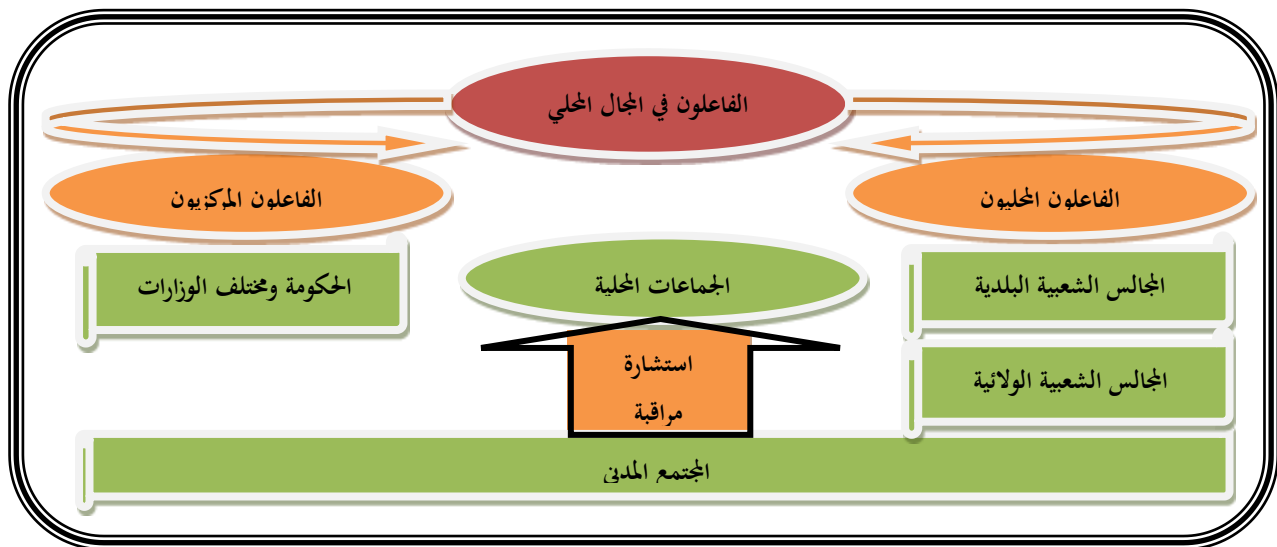 الفاعلون في المجال المحلي
الفاعلون المحليون
الفاعلون المركزيون
المجالس الشعبية البلدية
الجماعات المحلية
الحكومة ومختلف الوزارات
المجالس الشعبية الولائية
استشارة
مراقبة
المجتمع المدني